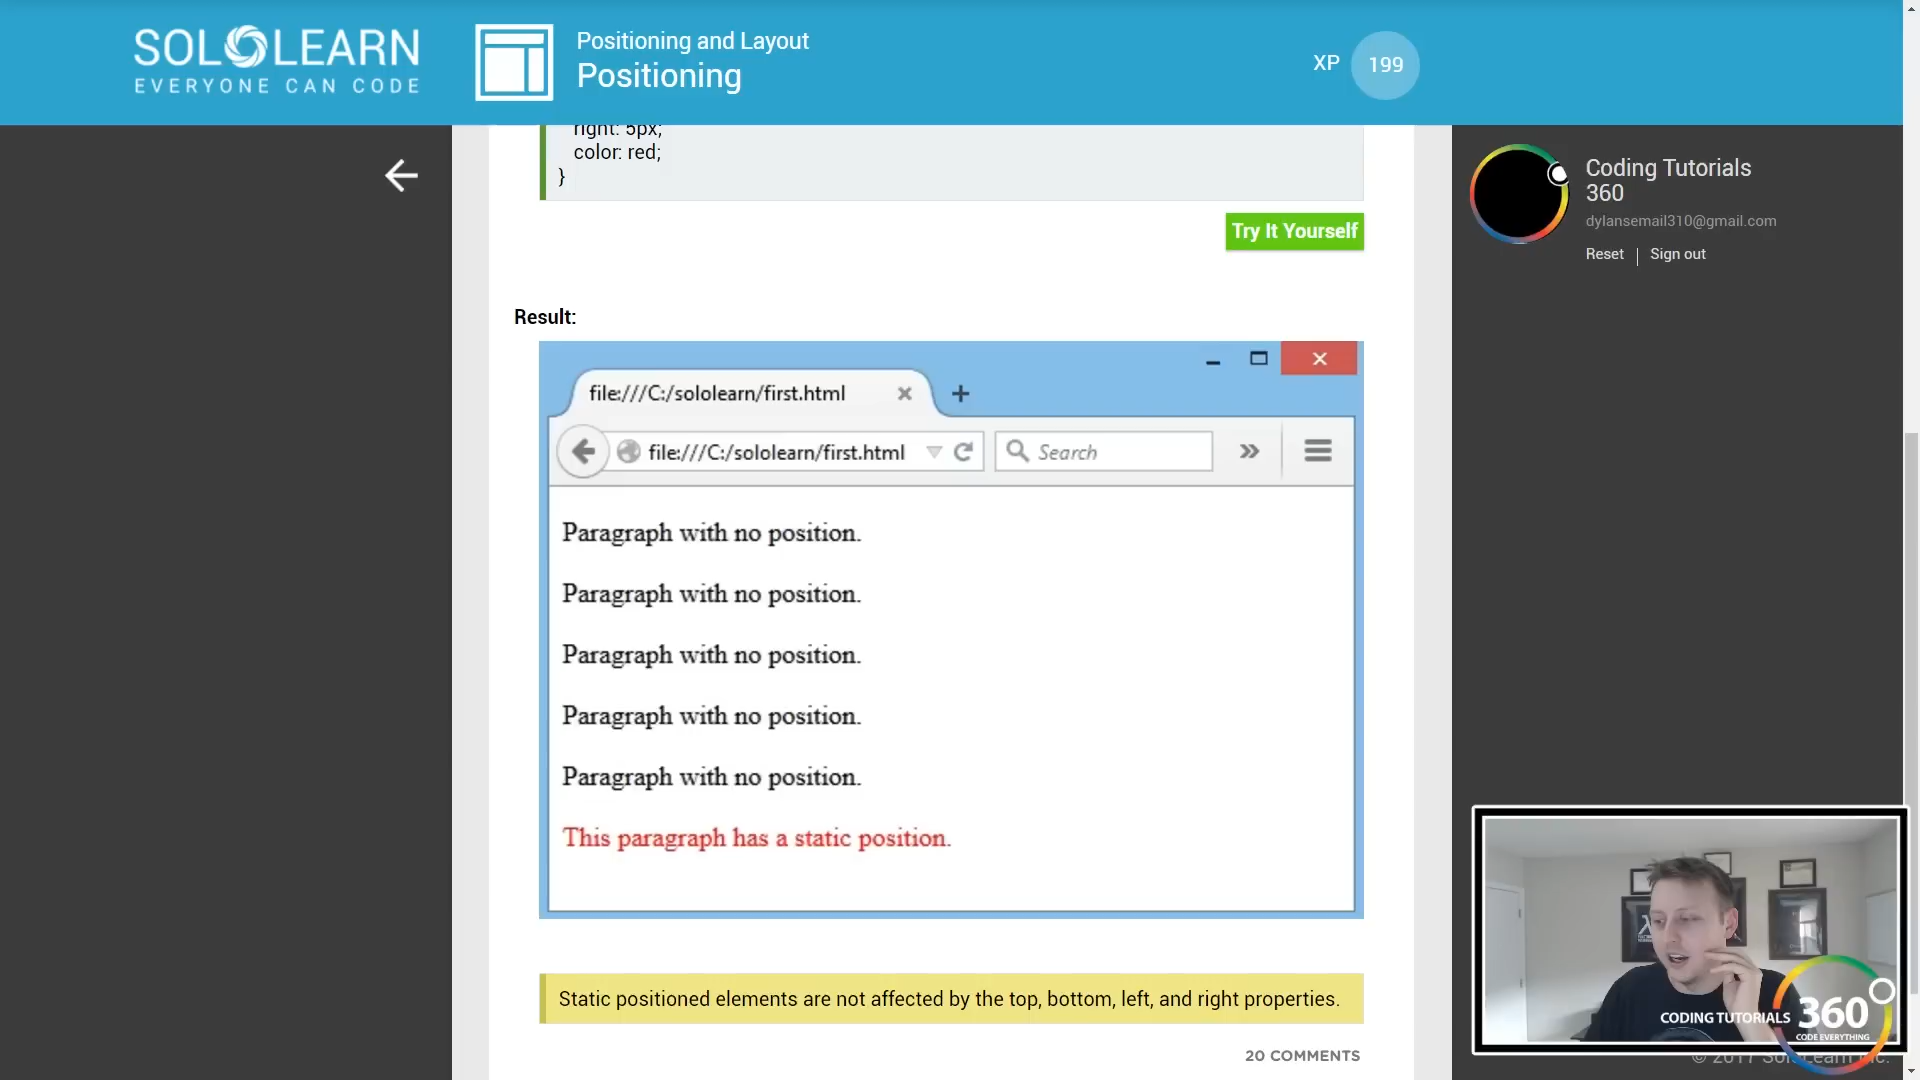 SOLOLEARN
EVERYONE CAN CODE
Positioning and Layout
Positioning
XP 199
right: 5px;
color: red;
}
Try It Yourself
Coding Tutorials
360
dylansemail310@gmail.com
Reset | Sign out
Result:
file:///C:/sololearn/first.html
file:///C:/sololearn/first.html
Search
Paragraph with no position.
Paragraph with no position.
Paragraph with no position.
Paragraph with no position.
Paragraph with no position.
This paragraph has a static position.
Static positioned elements are not affected by the top, bottom, left, and right properties.
20 COMMENTS
CODING TUTORIALS 360
CODE EVERYTHING
© 2017 SoloLearn Inc.